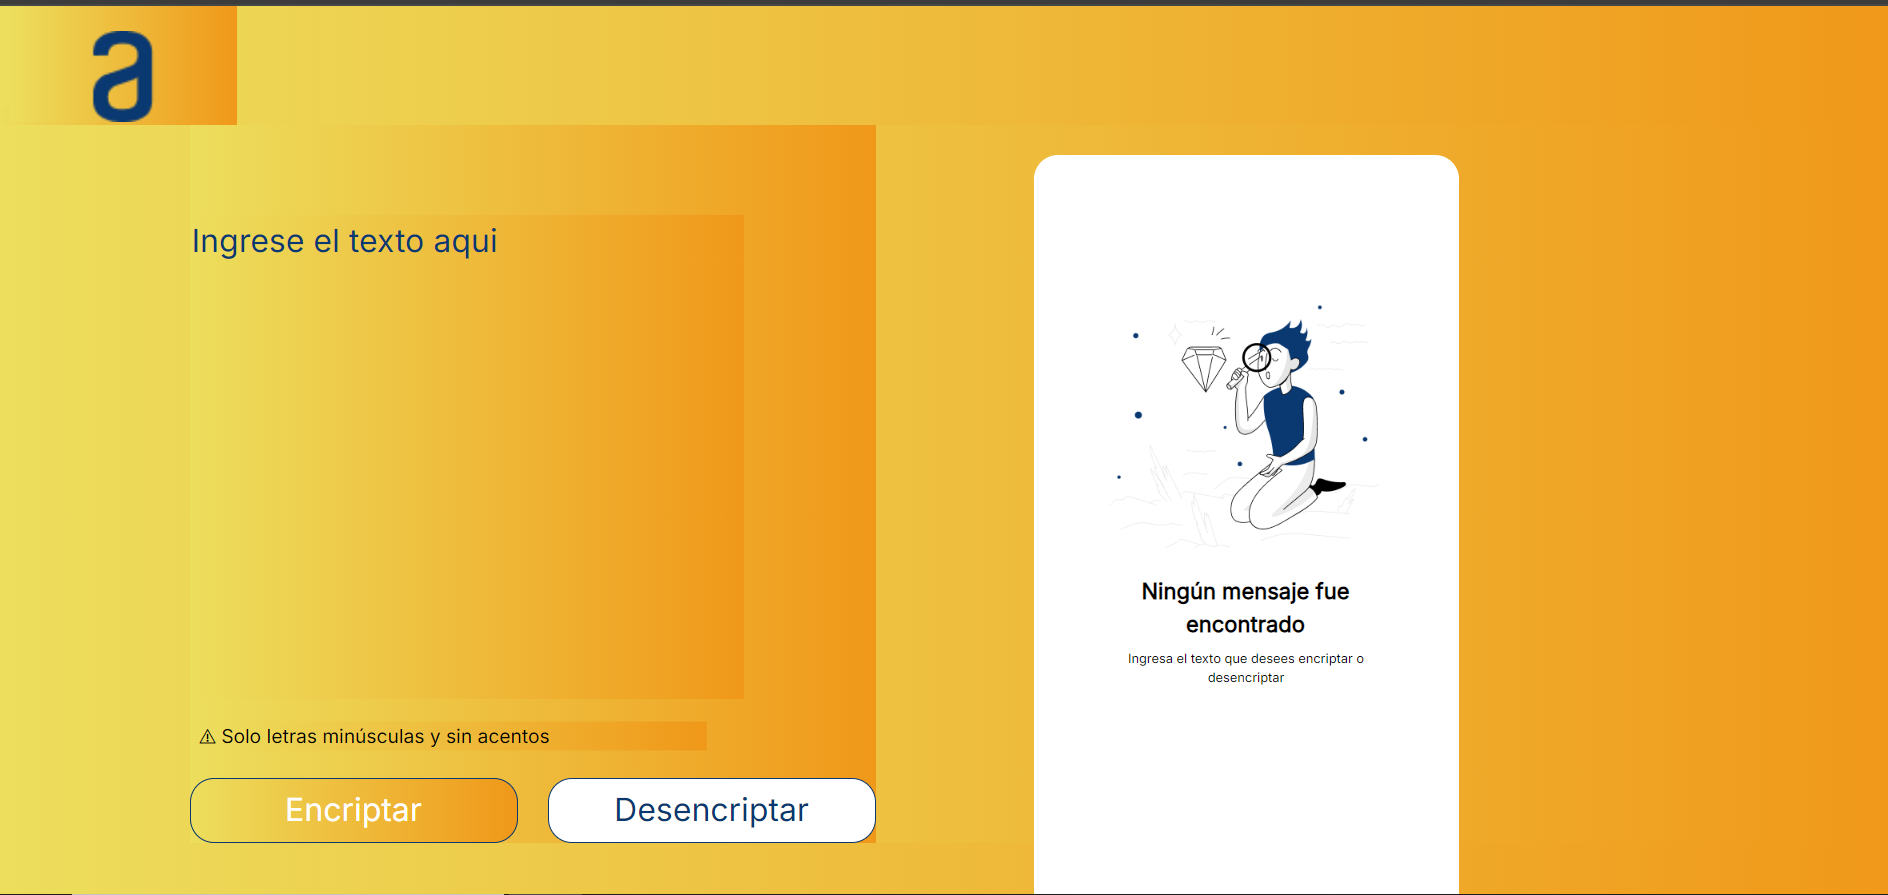 a
Ingrese el texto aqui
⚠ Solo letras minúsculas y sin acentos
Encriptar
Desencriptar
Ningún mensaje fue
encontrado
Ingresa el texto que desees encriptar o
desencriptar